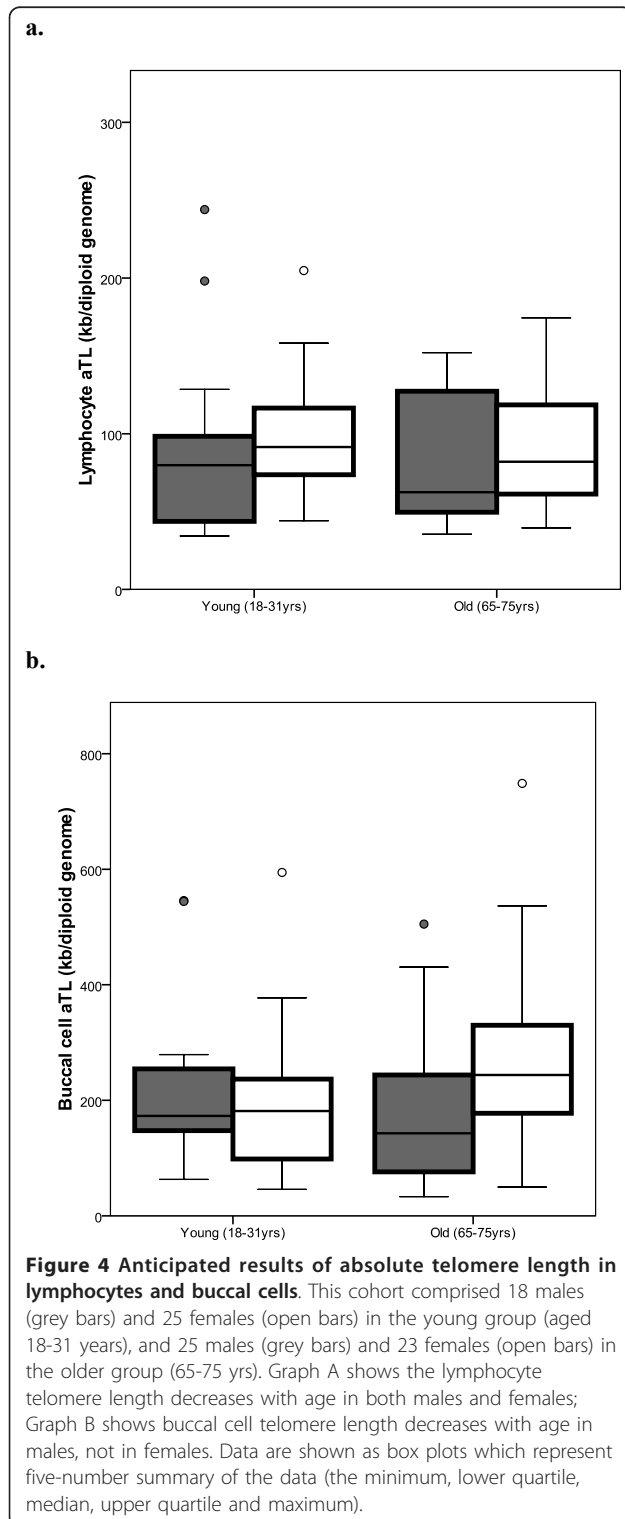 a.
300
200
100
0
Lymphocyte aTL (kb/diploid genome)
Young (18-31yrs) Old (65-75yrs)
b.
800
600
400
200
0
Buccal cell aTL (kb/diploid genome)
Young (18-31yrs) Old (65-75yrs)
Figure 4 Anticipated results of absolute telomere length in
lymphocytes and buccal cells. This cohort comprised 18 males
(grey bars) and 25 females (open bars) in the young group (aged
18-31 years), and 25 males (grey bars) and 23 females (open bars) in
the older group (65-75 yrs). Graph A shows the lymphocyte
telomere length decreases with age in both males and females;
Graph B shows buccal cell telomere length decreases with age in
males, not in females. Data are shown as box plots which represent
five-number summary of the data (the minimum, lower quartile,
median, upper quartile and maximum).